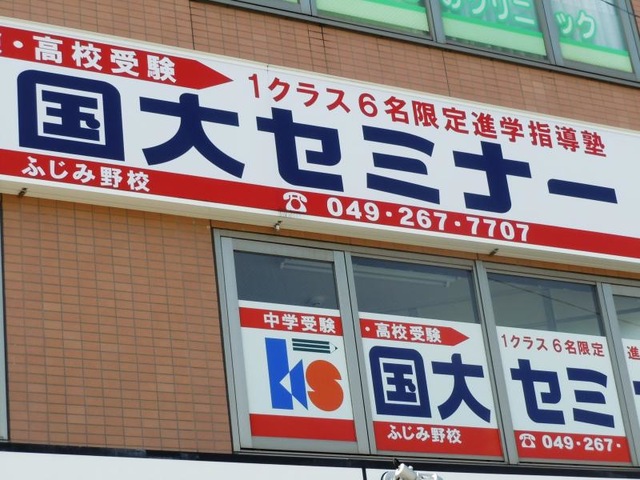 クリニック
・高校受験
1クラス6名限定進学指導塾
国大セミナー
ふじみ野校
☎ 049・267・7707
中学受験
・高校受験
1クラス6名限定
進
国大セミ
ふじみ野校
☎ 049・267・